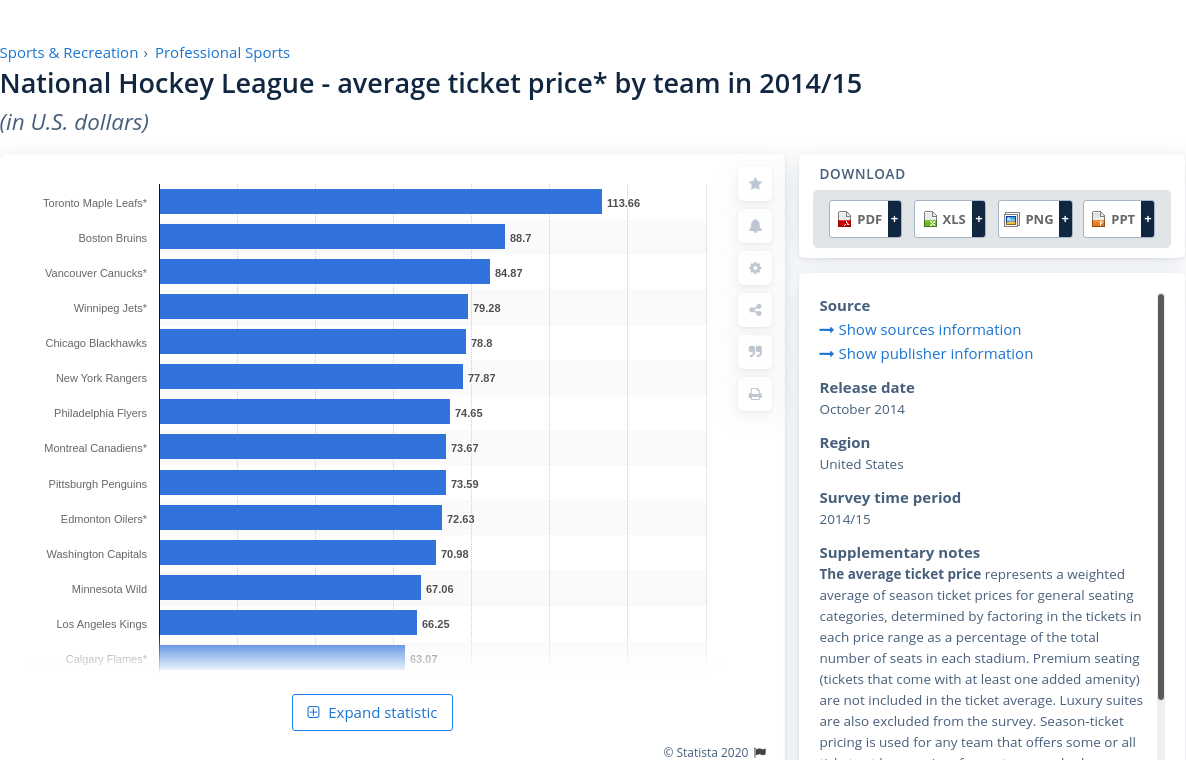 Sports & Recreation › Professional Sports
National Hockey League - average ticket price* by team in 2014/15
(in U.S. dollars)
Toronto Maple Leafs* 113.66
Boston Bruins 88.7
Vancouver Canucks* 84.87
Winnipeg Jets* 79.28
Chicago Blackhawks 78.8
New York Rangers 77.87
Philadelphia Flyers 74.65
Montreal Canadiens* 73.67
Pittsburgh Penguins 73.59
Edmonton Oilers* 72.63
Washington Capitals 70.98
Minnesota Wild 67.06
Los Angeles Kings 66.25
Calgary Flames* 63.07
Expand statistic
© Statista 2020
DOWNLOAD
PDF + XLS + PNG + PPT +
Source
Show sources information
Show publisher information
Release date
October 2014
Region
United States
Survey time period
2014/15
Supplementary notes
The average ticket price represents a weighted
average of season ticket prices for general seating
categories, determined by factoring in the tickets in
each price range as a percentage of the total
number of seats in each stadium. Premium seating
(tickets that come with at least one added amenity)
are not included in the ticket average. Luxury suites
are also excluded from the survey. Season-ticket
pricing is used for any team that offers some or all